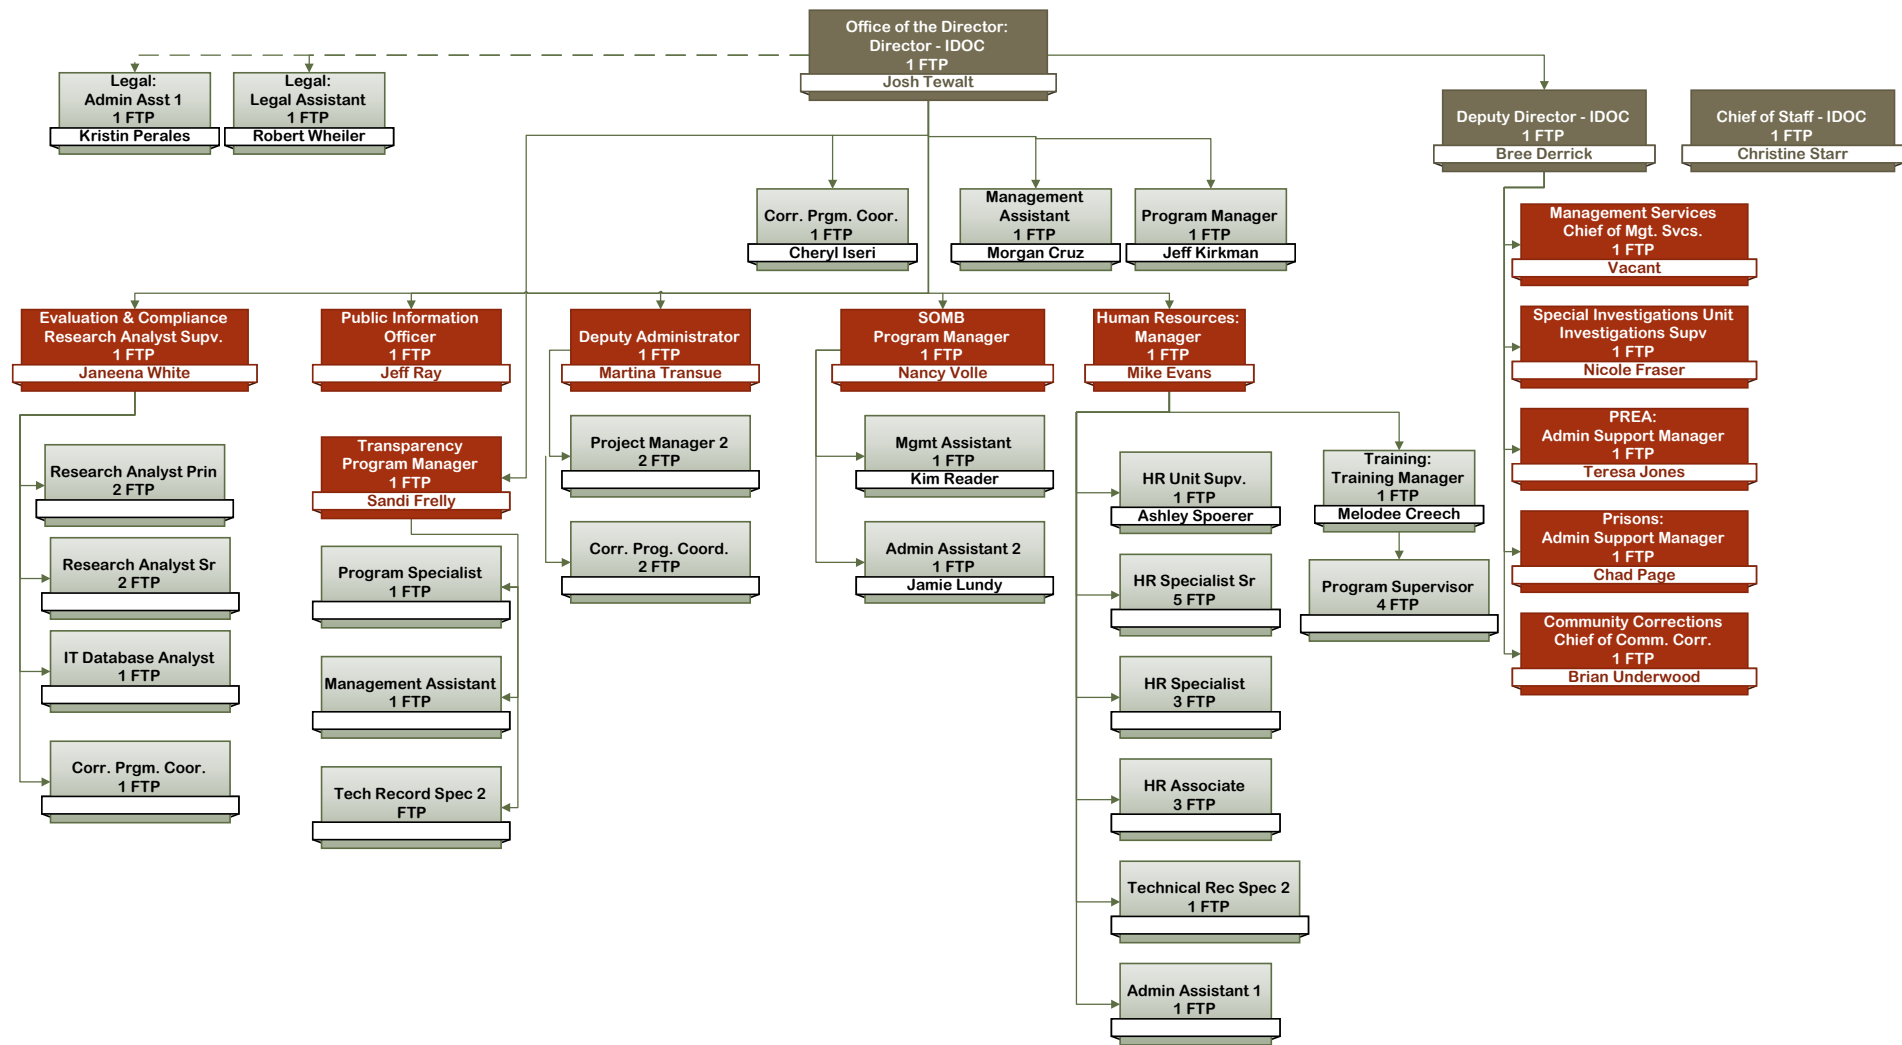 Office of the Director:
Director - IDOC
1 FTP
Josh Tewalt
Legal:
Admin Asst 1
1 FTP
Kristin Perales
Legal:
Legal Assistant
1 FTP
Robert Wheiler
Deputy Director - IDOC
1 FTP
Bree Derrick
Chief of Staff - IDOC
1 FTP
Christine Starr
Corr. Prgm. Coor.
1 FTP
Cheryl Iseri
Management
Assistant
1 FTP
Morgan Cruz
Program Manager
1 FTP
Jeff Kirkman
Management Services
Chief of Mgt. Svcs.
1 FTP
Vacant
Special Investigations Unit
Investigations Supv
1 FTP
Nicole Fraser
PREA:
Admin Support Manager
1 FTP
Teresa Jones
Prisons:
Admin Support Manager
1 FTP
Chad Page
Community Corrections
Chief of Comm. Corr.
1 FTP
Brian Underwood
Evaluation & Compliance
Research Analyst Supv.
1 FTP
Janeena White
Research Analyst Prin
2 FTP
Research Analyst Sr
2 FTP
IT Database Analyst
1 FTP
Corr. Prgm. Coor.
1 FTP
Public Information
Officer
1 FTP
Jeff Ray
Transparency
Program Manager
1 FTP
Sandi Frelly
Program Specialist
1 FTP
Management Assistant
1 FTP
Tech Record Spec 2
FTP
Deputy Administrator
1 FTP
Martina Transue
Project Manager 2
2 FTP
Corr. Prog. Coord.
2 FTP
SOMB
Program Manager
1 FTP
Nancy Volle
Mgmt Assistant
1 FTP
Kim Reader
Admin Assistant 2
1 FTP
Jamie Lundy
Human Resources:
Manager
1 FTP
Mike Evans
HR Unit Supv.
1 FTP
Ashley Spoerer
HR Specialist Sr
5 FTP
HR Specialist
3 FTP
HR Associate
3 FTP
Technical Rec Spec 2
1 FTP
Admin Assistant 1
1 FTP
Training:
Training Manager
1 FTP
Melodee Creech
Program Supervisor
4 FTP